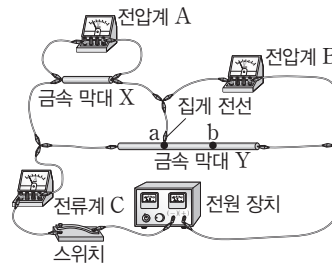 전압계 A
전압계 B
금속 막대 X
집게 전선
a
b
금속 막대 Y
전류계 C
전원 장치
스위치